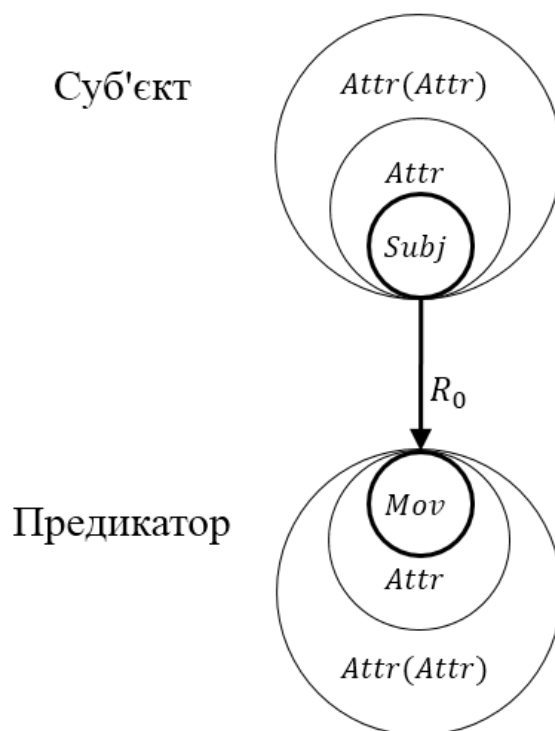 Суб'єкт
Attr(Attr)
Attr
Subj
R₀
Mov
Предикатор
Attr
Attr(Attr)